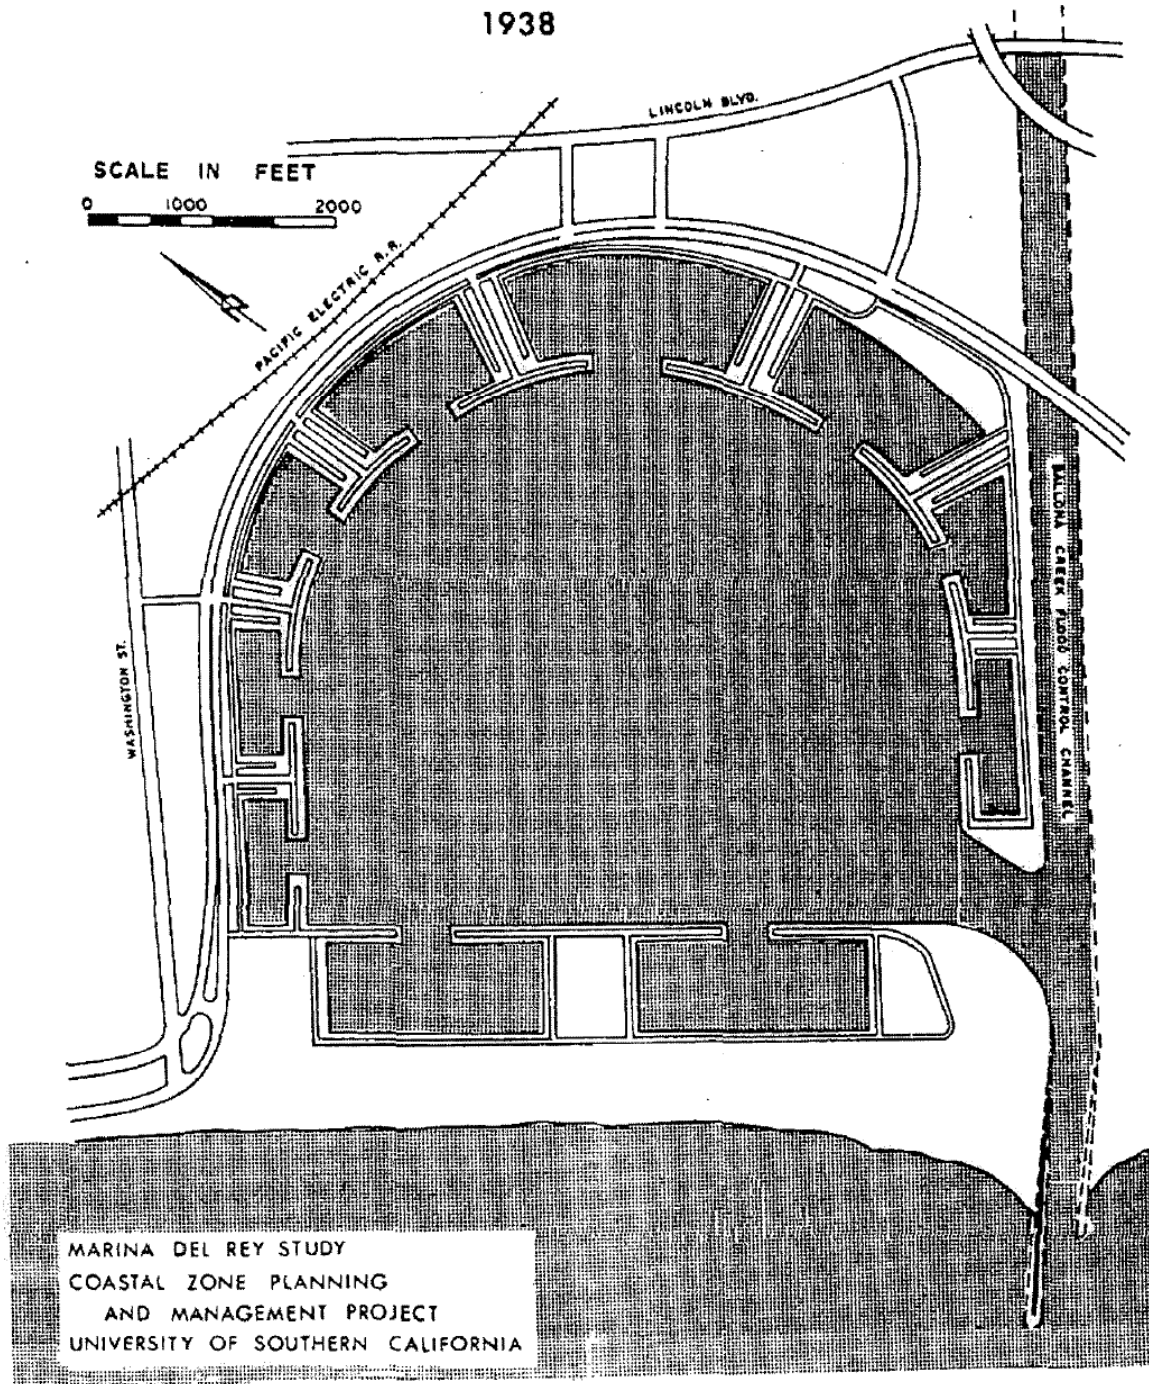 1938
LINCOLN BLVD.
SCALE IN FEET
0 1000 2000
N
PACIFIC ELECTRIC R.R.
BALLONA CREEK FLOOD CONTROL CHANNEL
WASHINGTON ST.
MARINA DEL REY STUDY
COASTAL ZONE PLANNING
AND MANAGEMENT PROJECT
UNIVERSITY OF SOUTHERN CALIFORNIA